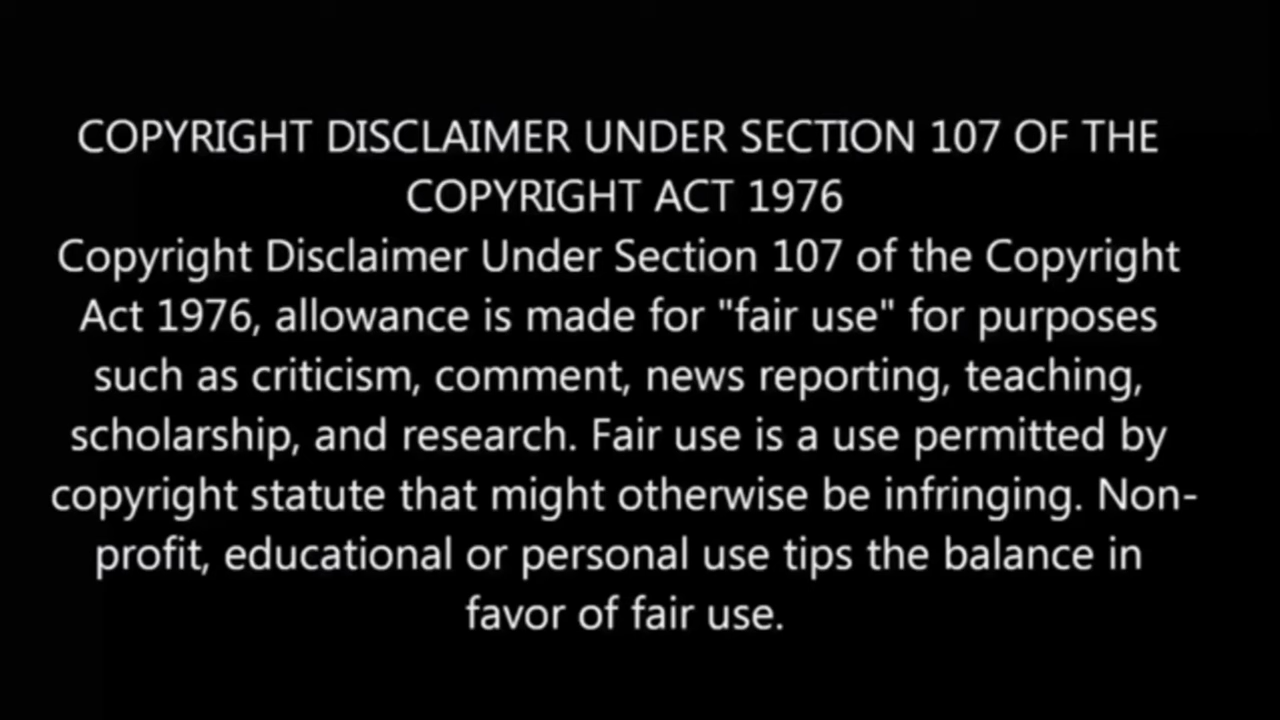 COPYRIGHT DISCLAIMER UNDER SECTION 107 OF THE
COPYRIGHT ACT 1976
Copyright Disclaimer Under Section 107 of the Copyright
Act 1976, allowance is made for "fair use" for purposes
such as criticism, comment, news reporting, teaching,
scholarship, and research. Fair use is a use permitted by
copyright statute that might otherwise be infringing. Non-
profit, educational or personal use tips the balance in
favor of fair use.